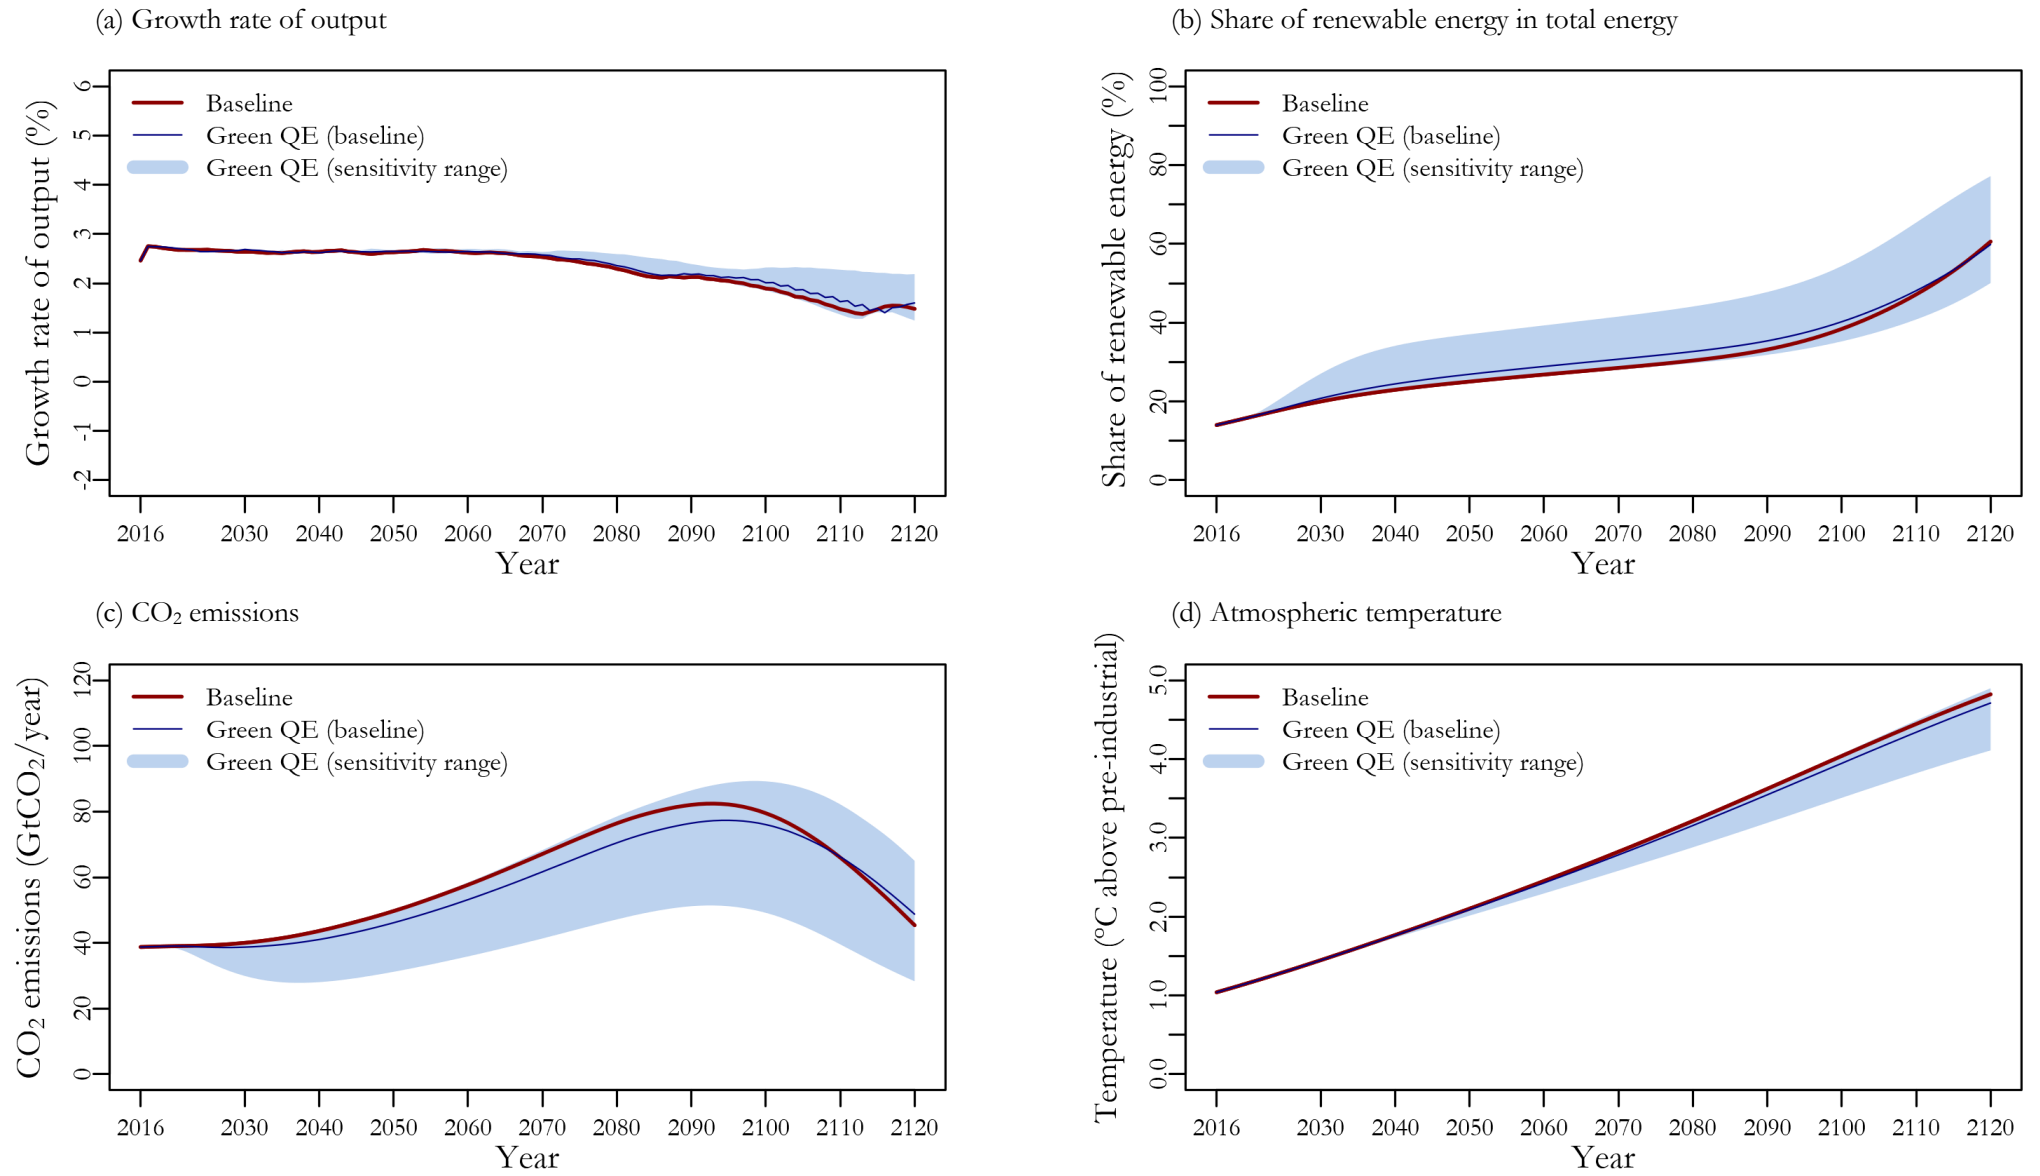 (a) Growth rate of output
Growth rate of output (%)
6
5
4
3
2
1
0
-1
-2
Baseline
Green QE (baseline)
Green QE (sensitivity range)
2016 2030 2040 2050 2060 2070 2080 2090 2100 2110 2120
Year
(b) Share of renewable energy in total energy
Share of renewable energy (%)
100
80
60
40
20
0
Baseline
Green QE (baseline)
Green QE (sensitivity range)
2016 2030 2040 2050 2060 2070 2080 2090 2100 2110 2120
Year
(c) CO₂ emissions
CO₂ emissions (GtCO₂/year)
120
100
80
60
40
20
0
Baseline
Green QE (baseline)
Green QE (sensitivity range)
2016 2030 2040 2050 2060 2070 2080 2090 2100 2110 2120
Year
(d) Atmospheric temperature
Temperature (°C above pre-industrial)
5.0
4.0
3.0
2.0
1.0
0.0
Baseline
Green QE (baseline)
Green QE (sensitivity range)
2016 2030 2040 2050 2060 2070 2080 2090 2100 2110 2120
Year